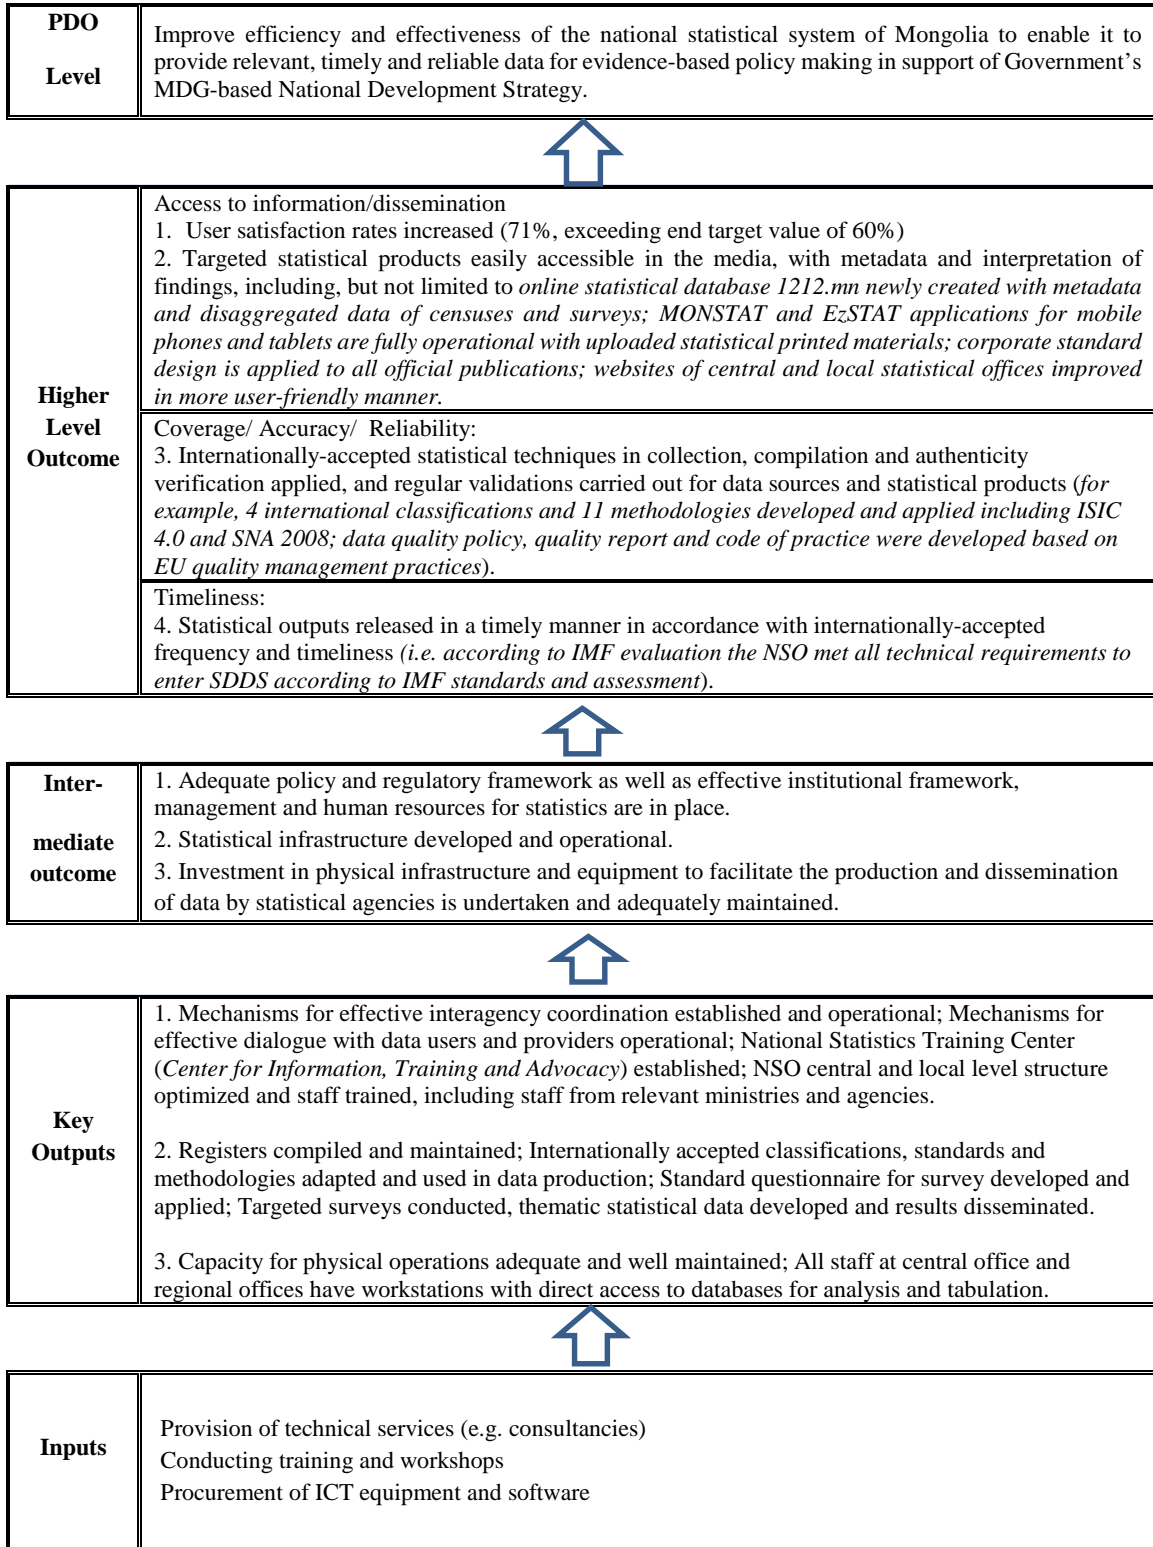 PDO
Level
Improve efficiency and effectiveness of the national statistical system of Mongolia to enable it to
provide relevant, timely and reliable data for evidence-based policy making in support of Government's
MDG-based National Development Strategy.
Higher
Level
Outcome
Access to information/dissemination
1. User satisfaction rates increased (71%, exceeding end target value of 60%)
2. Targeted statistical products easily accessible in the media, with metadata and interpretation of
findings, including, but not limited to online statistical database 1212.mn newly created with metadata
and disaggregated data of censuses and surveys; MONSTAT and EzSTAT applications for mobile
phones and tablets are fully operational with uploaded statistical printed materials; corporate standard
design is applied to all official publications; websites of central and local statistical offices improved
in more user-friendly manner.
Coverage/ Accuracy/ Reliability:
3. Internationally-accepted statistical techniques in collection, compilation and authenticity
verification applied, and regular validations carried out for data sources and statistical products (for
example, 4 international classifications and 11 methodologies developed and applied including ISIC
4.0 and SNA 2008; data quality policy, quality report and code of practice were developed based on
EU quality management practices).
Timeliness:
4. Statistical outputs released in a timely manner in accordance with internationally-accepted
frequency and timeliness (i.e. according to IMF evaluation the NSO met all technical requirements to
enter SDDS according to IMF standards and assessment).
Inter-
mediate
outcome
1. Adequate policy and regulatory framework as well as effective institutional framework,
management and human resources for statistics are in place.
2. Statistical infrastructure developed and operational.
3. Investment in physical infrastructure and equipment to facilitate the production and dissemination
of data by statistical agencies is undertaken and adequately maintained.
Key
Outputs
1. Mechanisms for effective interagency coordination established and operational; Mechanisms for
effective dialogue with data users and providers operational; National Statistics Training Center
(Center for Information, Training and Advocacy) established; NSO central and local level structure
optimized and staff trained, including staff from relevant ministries and agencies.
2. Registers compiled and maintained; Internationally accepted classifications, standards and
methodologies adapted and used in data production; Standard questionnaire for survey developed and
applied; Targeted surveys conducted, thematic statistical data developed and results disseminated.
3. Capacity for physical operations adequate and well maintained; All staff at central office and
regional offices have workstations with direct access to databases for analysis and tabulation.
Inputs
Provision of technical services (e.g. consultancies)
Conducting training and workshops
Procurement of ICT equipment and software